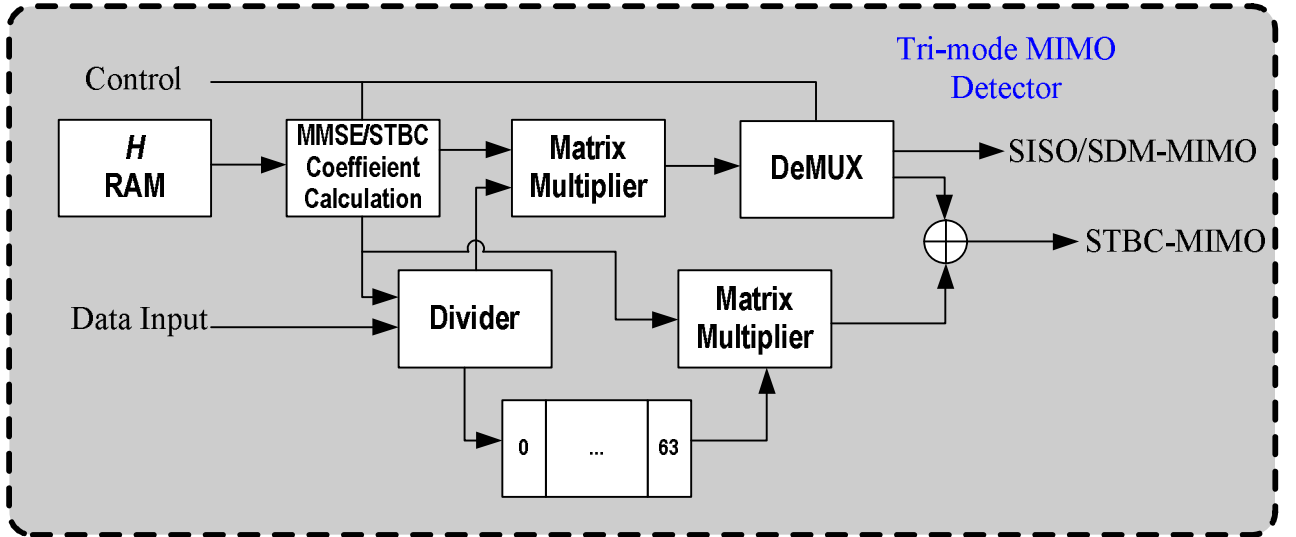 Tri-mode MIMO
Detector
Control
H
RAM
MMSE/STBC
Coeffieient
Calculation
Matrix
Multiplier
DeMUX
SISO/SDM-MIMO
STBC-MIMO
Data Input
Divider
Matrix
Multiplier
0 ... 63